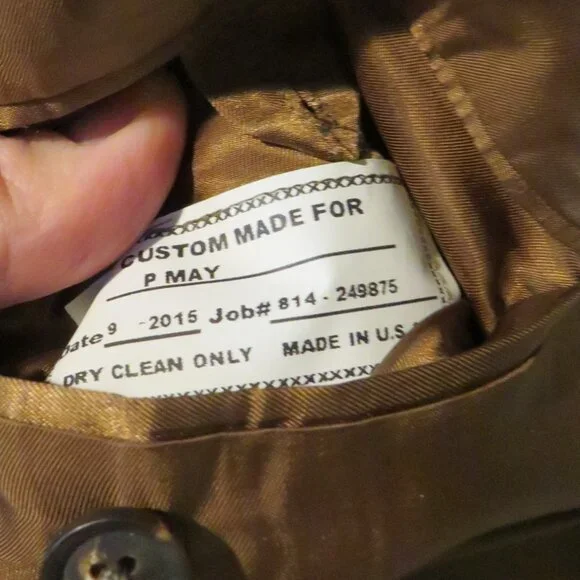 CUSTOM MADE FOR
P MAY
Date 9 -2015 Job# 814-249875
DRY CLEAN ONLY MADE IN U.S